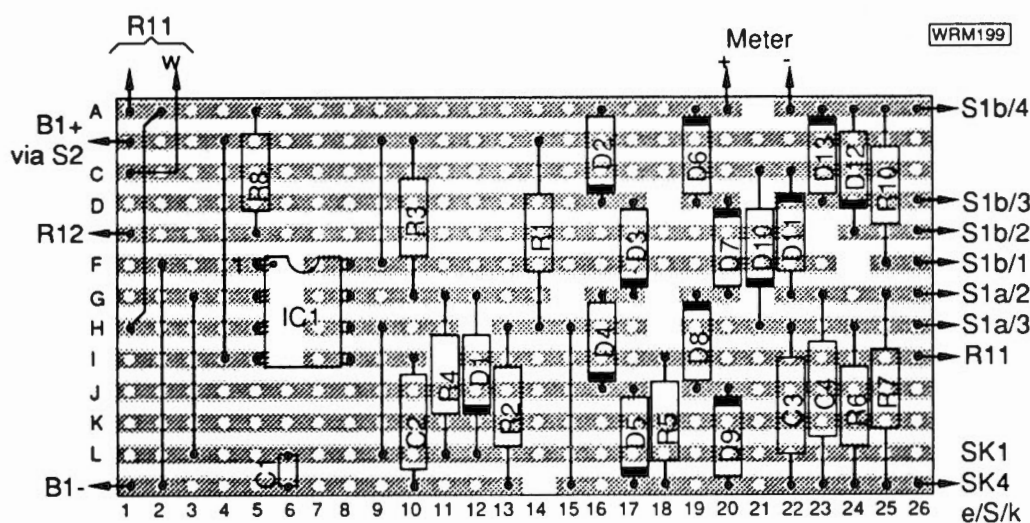 R11
W
Meter
+ -
WRM199
A
B1+
via S2
C
D
R12
F
G
H
I
J
K
L
B1-
S1b/4
S1b/3
S1b/2
S1b/1
S1a/2
S1a/3
R11
SK1
SK4
e/S/k
R8
1
IC1
C1
R3
C2
R4
D1
R2
R1
D2
D4
D3
D5
R5
D6
D8
D7
D9
D10
D11
C3
D13
C4
D12
R6
R10
R7
1 2 3 4 5 6 7 8 9 10 11 12 13 14 15 16 17 18 19 20 21 22 23 24 25 26